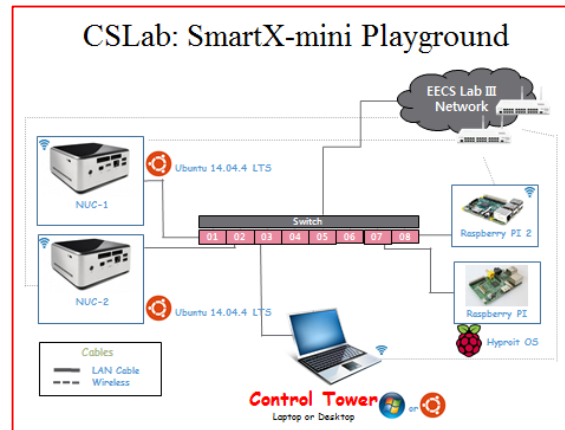 CSLab: SmartX-mini Playground
EECS Lab III
Network
Ubuntu 14.04.4 LTS
NUC-1
Switch
01 02 03 04 05 06 07 08
Raspberry PI 2
NUC-2
Ubuntu 14.04.4 LTS
Raspberry PI
Hyproit OS
Cables
LAN Cable
Wireless
Control Tower
or
Laptop or Desktop